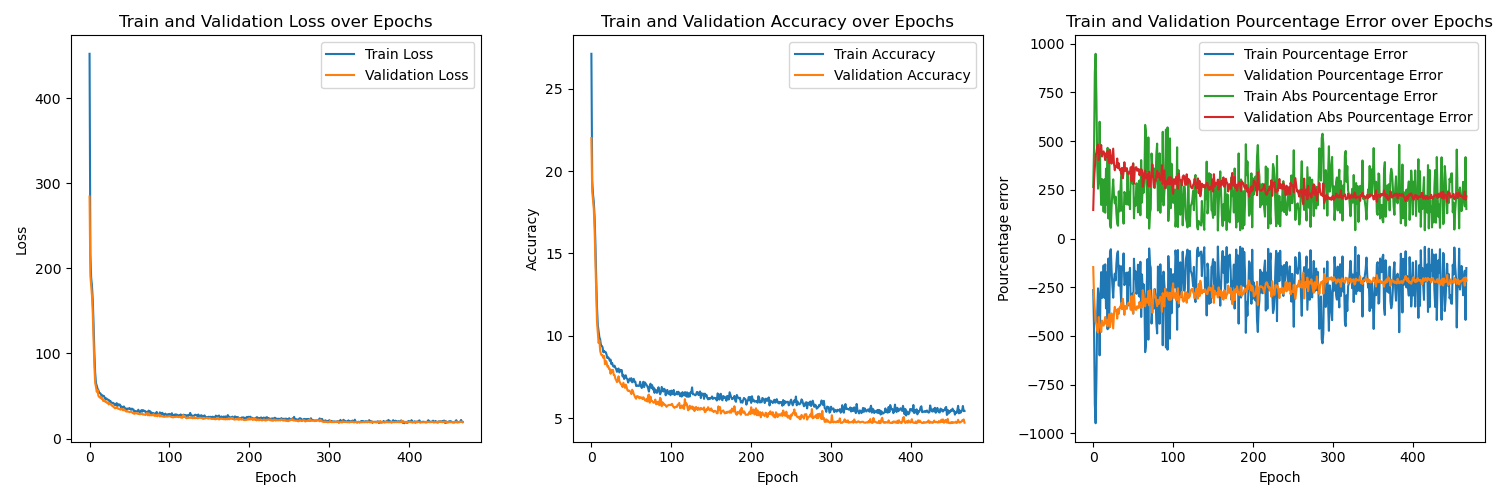 Train and Validation Loss over Epochs
Train Loss
Validation Loss
400
300
200
100
0
Loss
0 100 200 300 400
Epoch
Train and Validation Accuracy over Epochs
Train Accuracy
Validation Accuracy
25
20
15
10
5
Accuracy
0 100 200 300 400
Epoch
Train and Validation Pourcentage Error over Epochs
Train Pourcentage Error
Validation Pourcentage Error
Train Abs Pourcentage Error
Validation Abs Pourcentage Error
1000
750
500
250
0
−250
−500
−750
−1000
Pourcentage error
0 100 200 300 400
Epoch